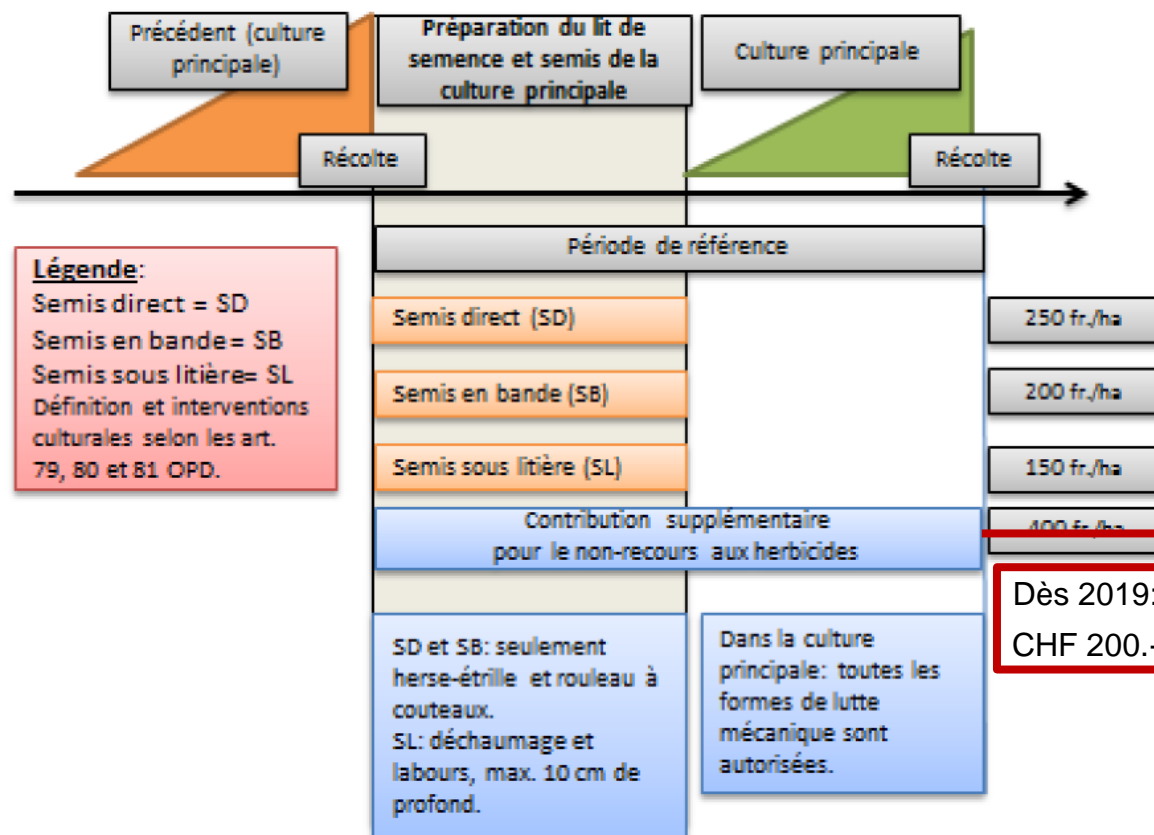 Précédent (culture
principale)
Préparation du lit de
semence et semis de la
culture principale
Culture principale
Récolte
Récolte
Période de référence
Légende:
Semis direct = SD
Semis en bande= SB
Semis sous litière= SL
Définition et interventions
culturales selon les art.
79, 80 et 81 OPD.
Semis direct (SD)
250 fr./ha
Semis en bande (SB)
200 fr./ha
Semis sous litière (SL)
150 fr./ha
Contribution supplémentaire
pour le non-recours aux herbicides
400 fr./ha
Dès 2019:
CHF 200.-
SD et SB: seulement
herse-étrille et rouleau à
couteaux.
SL: déchaumage et
labours, max. 10 cm de
profond.
Dans la culture
principale: toutes les
formes de lutte
mécanique sont
autorisées.